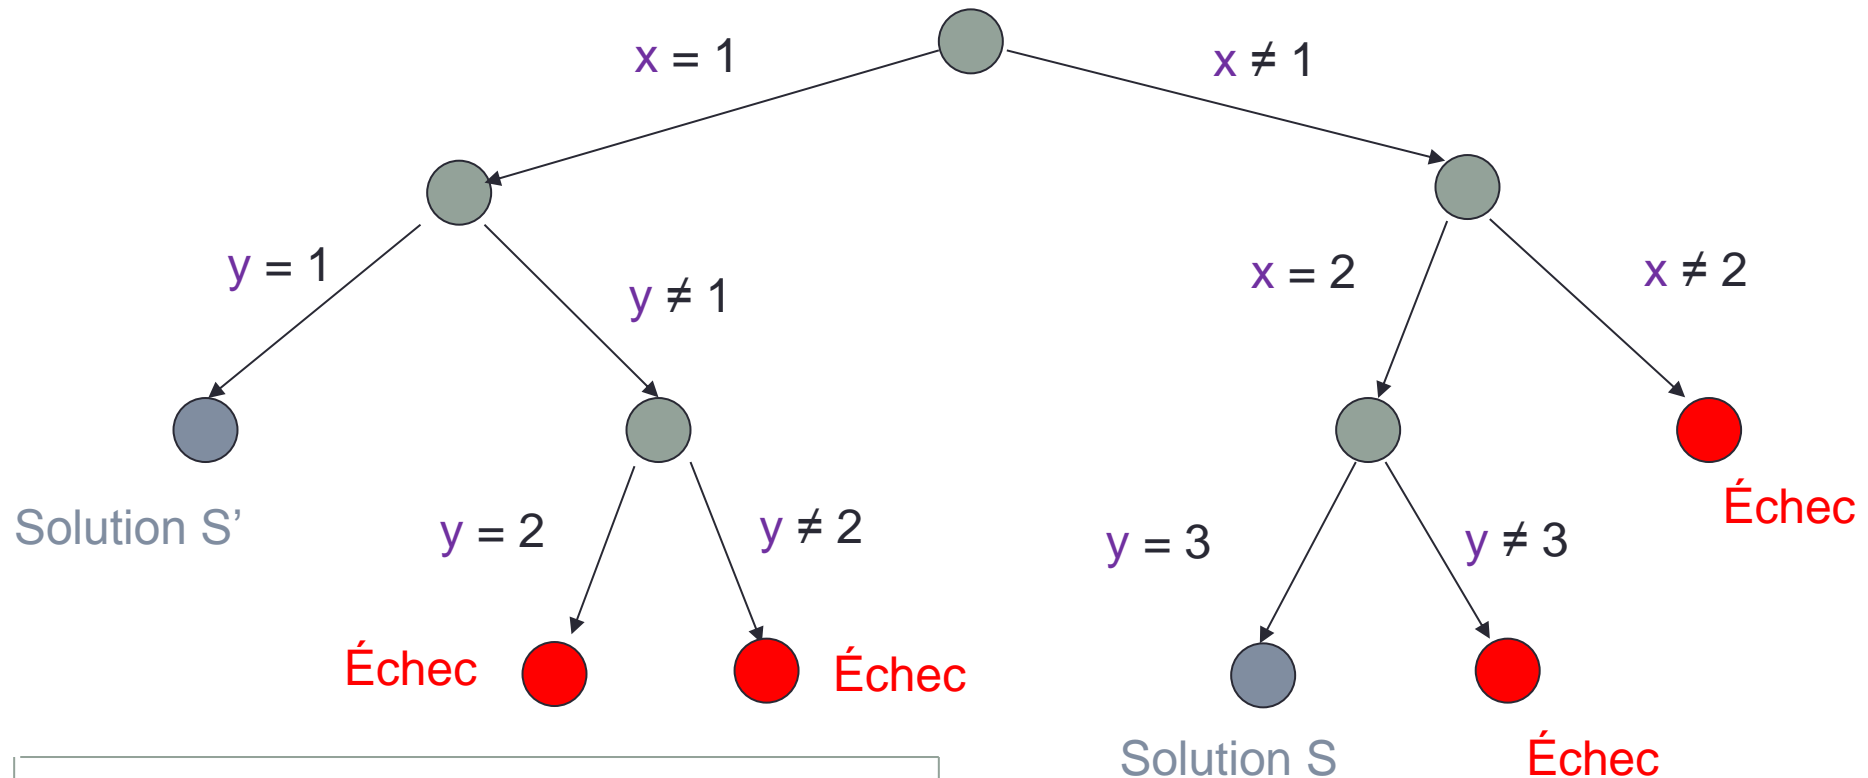 x = 1
x ≠ 1
y = 1
y ≠ 1
x = 2
x ≠ 2
Solution S’
y = 2
y ≠ 2
y = 3
y ≠ 3
Échec
Échec
Échec
Solution S
Échec